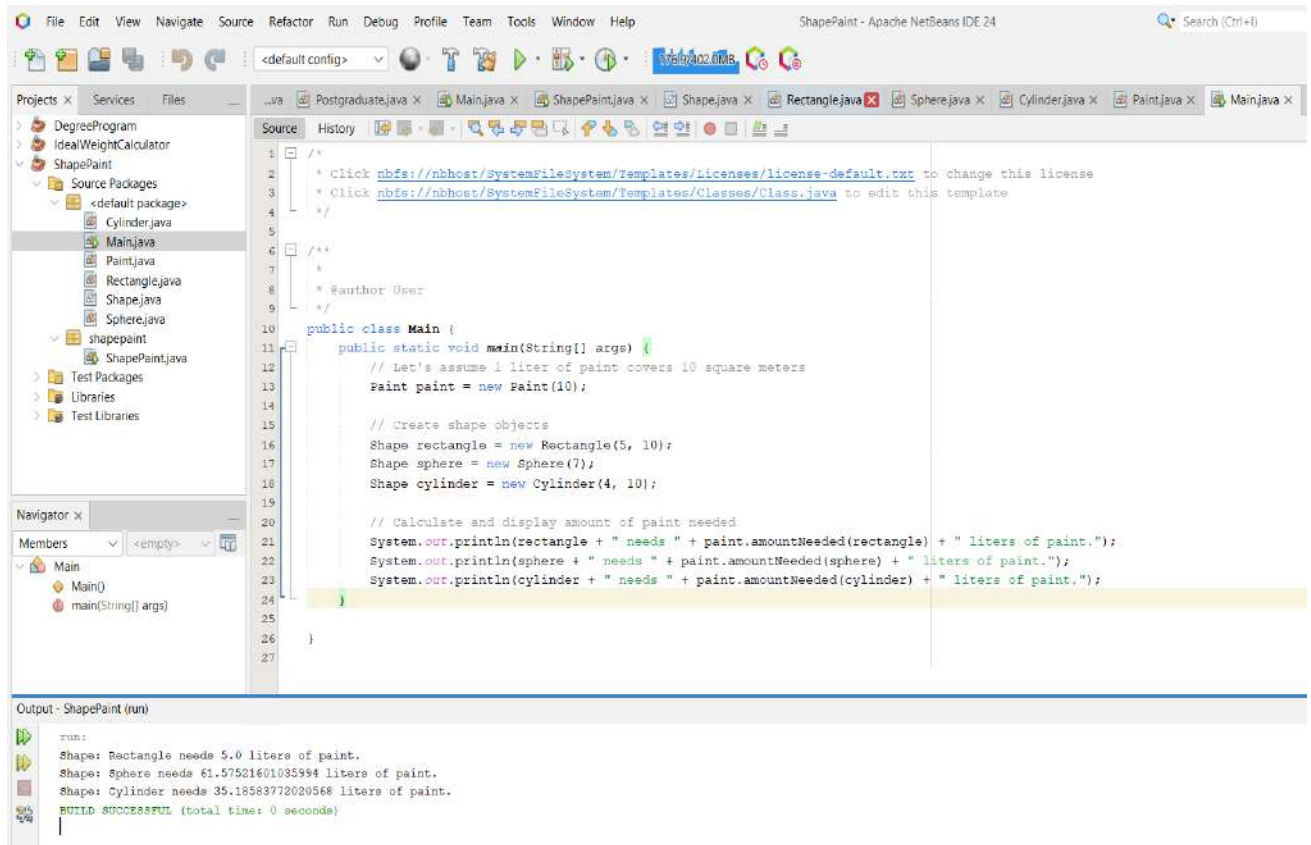 File Edit View Navigate Source Refactor Run Debug Profile Team Tools Window Help ShapePaint - Apache NetBeans IDE 24 Search (Ctrl+I)
<default config> 176.9/402.0MB
Projects Services Files
...va Postgraduate.java Main.java ShapePaint.java Shape.java Rectangle.java Sphere.java Cylinder.java Paint.java Main.java
DegreeProgram
IdealWeightCalculator
ShapePaint
Source Packages
<default package>
Cylinder.java
Main.java
Paint.java
Rectangle.java
Shape.java
Sphere.java
shapepaint
ShapePaint.java
Test Packages
Libraries
Test Libraries
Navigator
Members <empty>
Main
Main()
main(String[] args)
Source History
1 /*
2 * Click nbfs://nbhost/SystemFileSystem/Templates/Licenses/license-default.txt to change this license
3 * Click nbfs://nbhost/SystemFileSystem/Templates/Classes/Class.java to edit this template
4 */
5
6 /**
7 *
8 * @author User
9 */
10 public class Main {
11 public static void main(String[] args) {
12 // Let's assume 1 liter of paint covers 10 square meters
13 Paint paint = new Paint(10);
14
15 // Create shape objects
16 Shape rectangle = new Rectangle(5, 10);
17 Shape sphere = new Sphere(7);
18 Shape cylinder = new Cylinder(4, 10);
19
20 // Calculate and display amount of paint needed
21 System.out.println(rectangle + " needs " + paint.amountNeeded(rectangle) + " liters of paint.");
22 System.out.println(sphere + " needs " + paint.amountNeeded(sphere) + " liters of paint.");
23 System.out.println(cylinder + " needs " + paint.amountNeeded(cylinder) + " liters of paint.");
24 }
25
26 }
27
Output - ShapePaint (run)
run:
Shape: Rectangle needs 5.0 liters of paint.
Shape: Sphere needs 61.57521601035994 liters of paint.
Shape: Cylinder needs 35.18583772020568 liters of paint.
BUILD SUCCESSFUL (total time: 0 seconds)